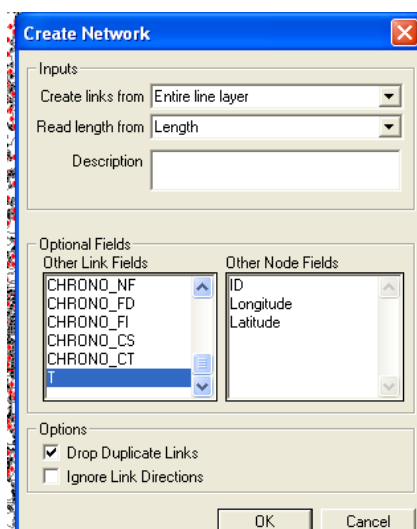 Create Network
Inputs
Create links from Entire line layer
Read length from Length
Description
Optional Fields
Other Link Fields Other Node Fields
CHRONO_NF ID
CHRONO_FD Longitude
CHRONO_FI Latitude
CHRONO_CS
CHRONO_CT
T
Options
Drop Duplicate Links
Ignore Link Directions
OK Cancel